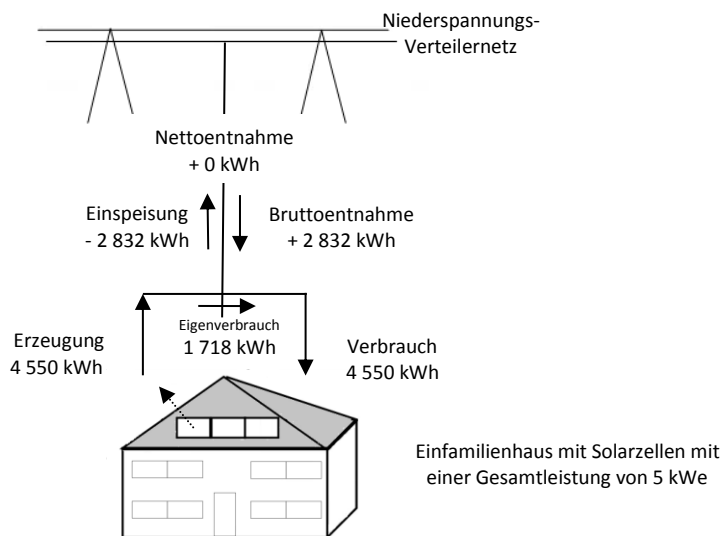 Niederspannungs-
Verteilernetz
Nettoentnahme
+ 0 kWh
Einspeisung
- 2 832 kWh
Bruttoentnahme
+ 2 832 kWh
Erzeugung
4 550 kWh
Eigenverbrauch
1 718 kWh
Verbrauch
4 550 kWh
Einfamilienhaus mit Solarzellen mit
einer Gesamtleistung von 5 kWe